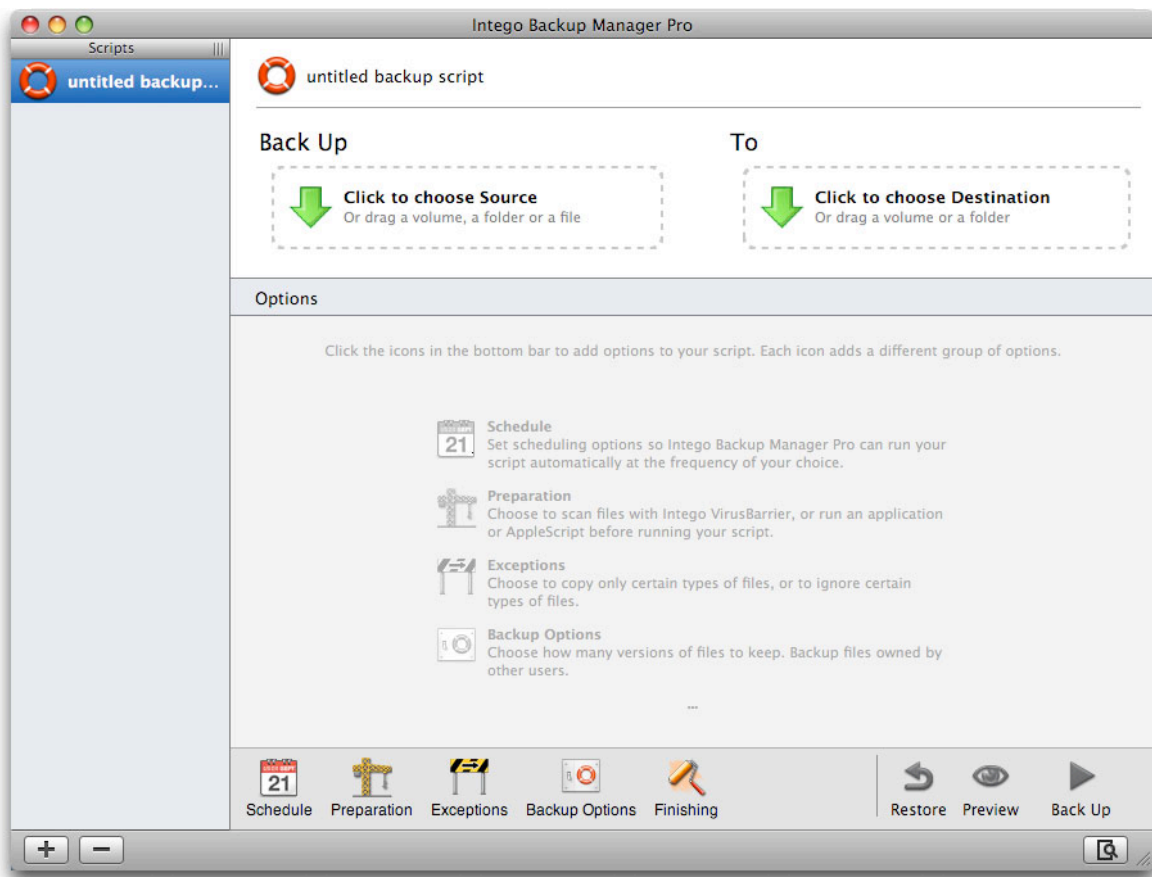 Intego Backup Manager Pro
Scripts
untitled backup...
untitled backup script
Back Up
To
Click to choose Source
Or drag a volume, a folder or a file
Click to choose Destination
Or drag a volume or a folder
Options
Click the icons in the bottom bar to add options to your script. Each icon adds a different group of options.
21
Schedule
Set scheduling options so Intego Backup Manager Pro can run your
script automatically at the frequency of your choice.
Preparation
Choose to scan files with Intego VirusBarrier, or run an application
or AppleScript before running your script.
Exceptions
Choose to copy only certain types of files, or to ignore certain
types of files.
Backup Options
Choose how many versions of files to keep. Backup files owned by
other users.
...
21
Schedule
Preparation
Exceptions
Backup Options
Finishing
Restore
Preview
Back Up